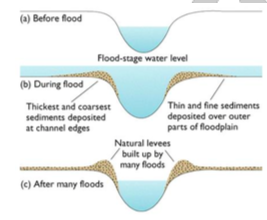 (a) Before flood
Flood-stage water level
(b) During flood
Thickest and coarsest
sediments deposited
at channel edges
Thin and fine sediments
deposited over outer
parts of floodplain
Natural levees
built up by
many floods
(c) After many floods